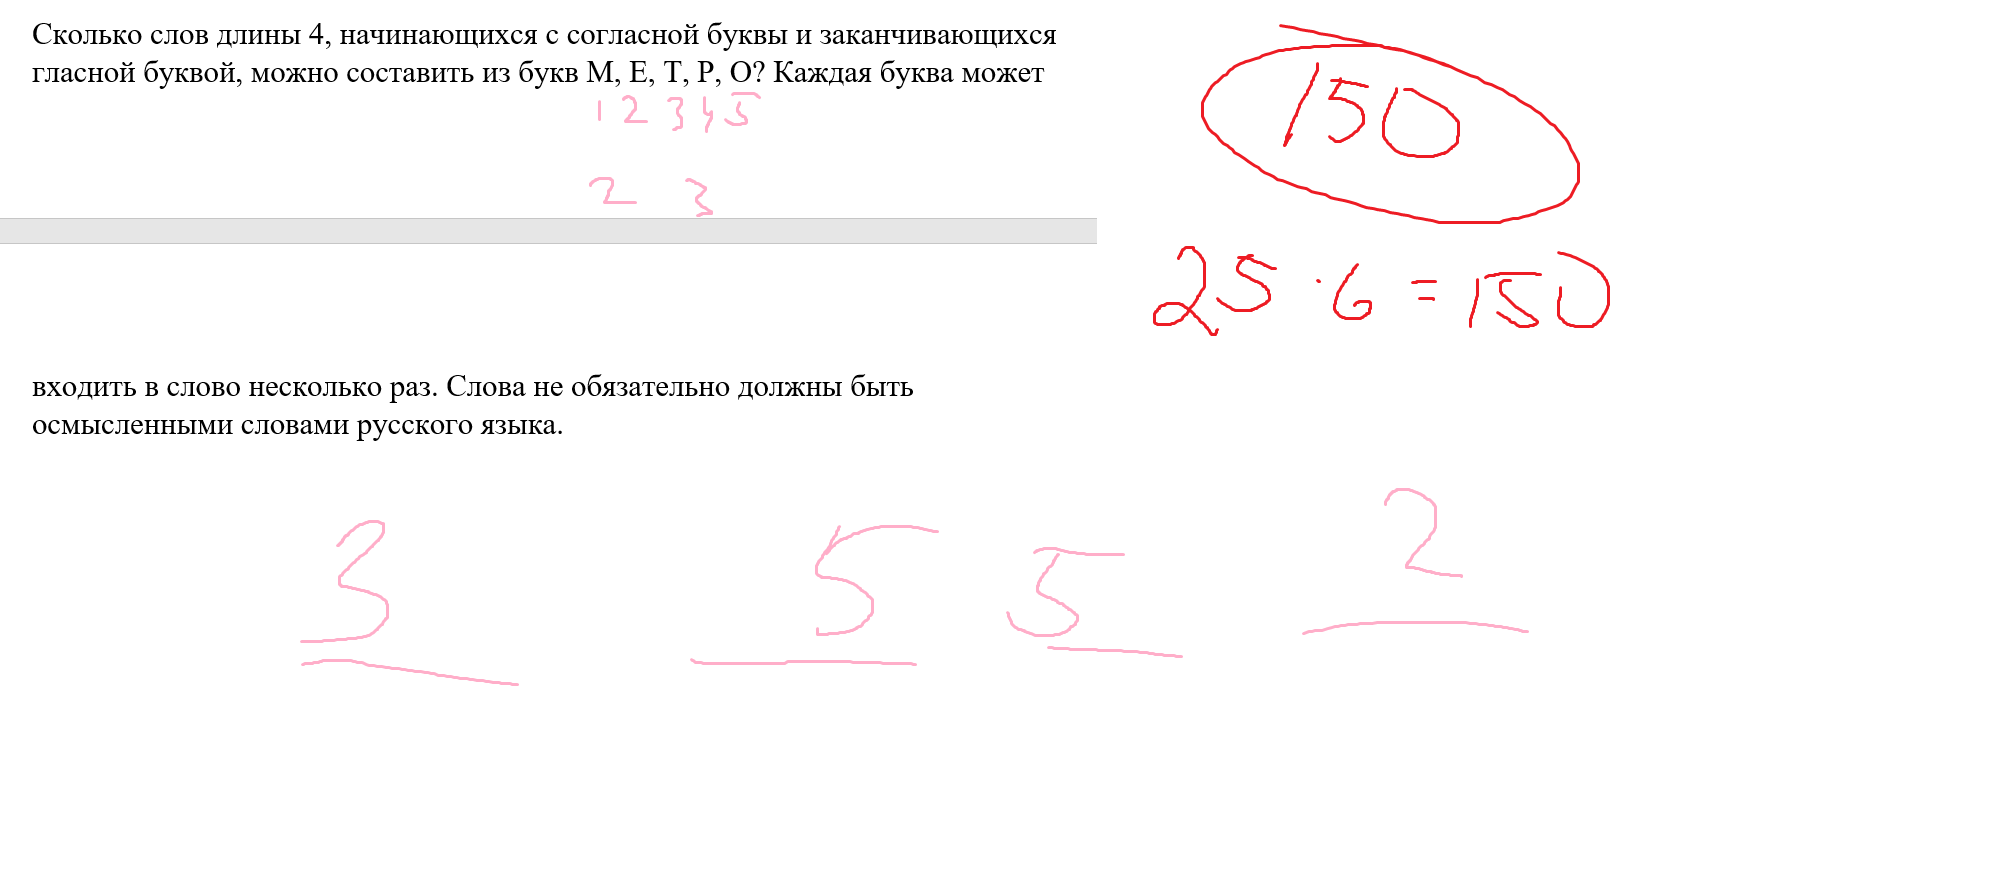 Сколько слов длины 4, начинающихся с согласной буквы и заканчивающихся
гласной буквой, можно составить из букв М, Е, Т, Р, О? Каждая буква может
1 2 3 4 5
2 3
150
25 · 6 = 150
входить в слово несколько раз. Слова не обязательно должны быть
осмысленными словами русского языка.
3 5 5 2